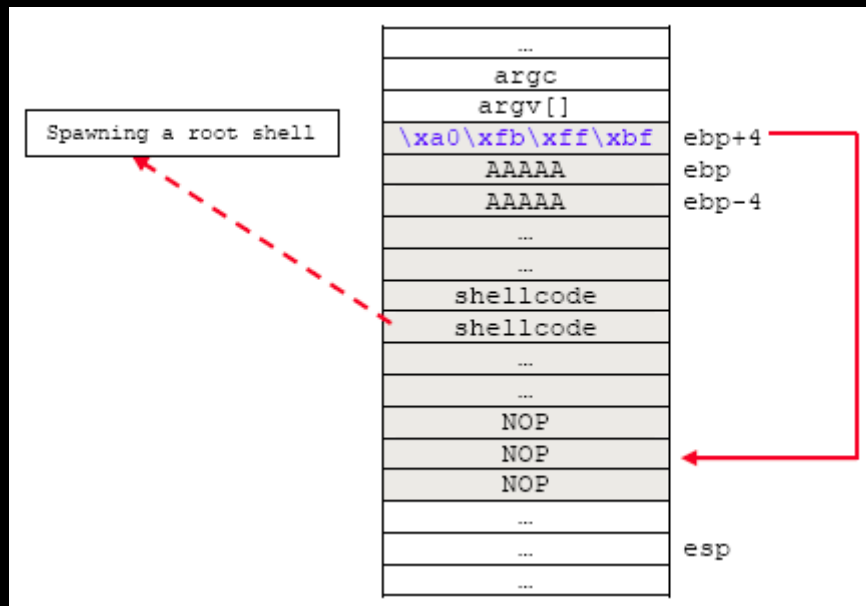 …
argc
argv[]
Spawning a root shell
\xa0\xfb\xff\xbf ebp+4
AAAAA ebp
AAAAA ebp-4
…
…
shellcode
shellcode
…
…
NOP
NOP
NOP
…
… esp
…